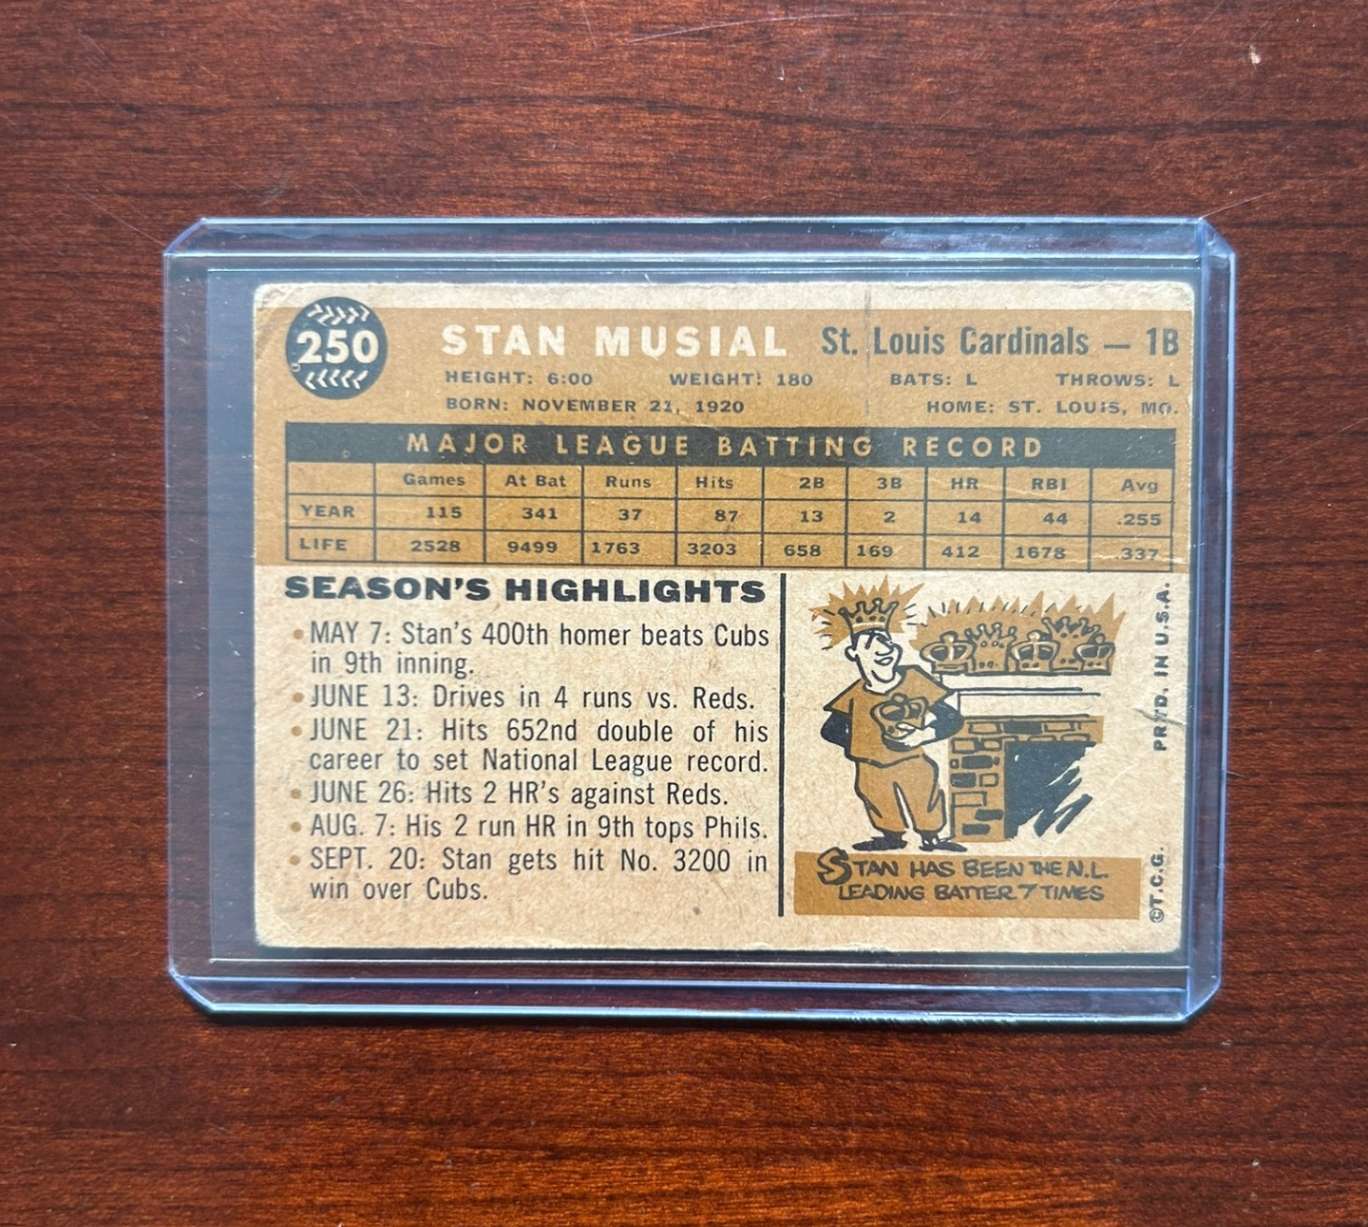 250
STAN MUSIAL St. Louis Cardinals — 1B
HEIGHT: 6:00 WEIGHT: 180 BATS: L THROWS: L
BORN: NOVEMBER 21, 1920 HOME: ST. LOUIS, MO.
MAJOR LEAGUE BATTING RECORD
Games At Bat Runs Hits 2B 3B HR RBI Avg
YEAR 115 341 37 87 13 2 14 44 .255
LIFE 2528 9499 1763 3203 658 169 412 1678 .337
SEASON'S HIGHLIGHTS
• MAY 7: Stan's 400th homer beats Cubs
in 9th inning.
• JUNE 13: Drives in 4 runs vs. Reds.
• JUNE 21: Hits 652nd double of his
career to set National League record.
• JUNE 26: Hits 2 HR's against Reds.
• AUG. 7: His 2 run HR in 9th tops Phils.
• SEPT. 20: Stan gets hit No. 3200 in
win over Cubs.
STAN HAS BEEN THE N.L.
LEADING BATTER 7 TIMES
©T.C.G. PRTD. IN U.S.A.